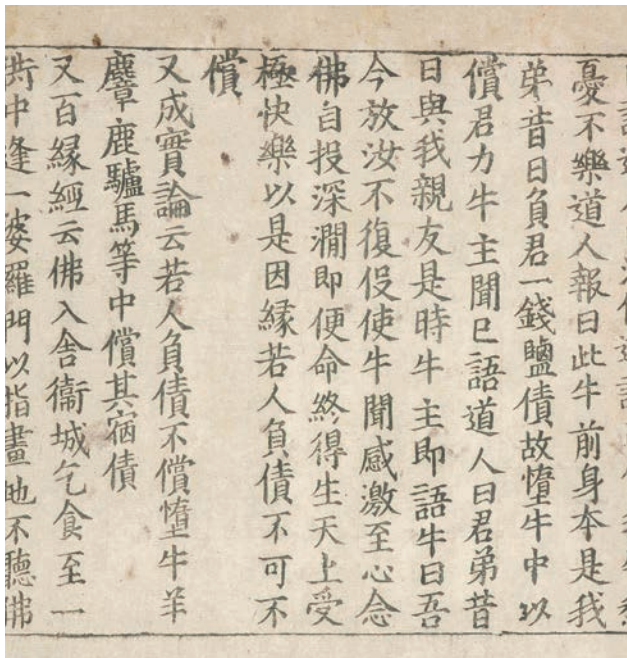 憂不樂道人報曰此牛前身本是我
弟昔日負君一錢鹽債故墮牛中以
償君力牛主聞已語道人曰君弟昔
日與我親友是時牛主即語牛曰吾
今放汝不復役使牛聞感激至心念
佛自投深澗即便命終得生天上受
極快樂以是因緣若人負債不可不
償
又成實論云若人負債不償墮牛羊
麞鹿驢馬等中償其宿債
又百緣經云佛入舍衞城乞食至一
共中逢一婆羅門以指畫地不聽佛